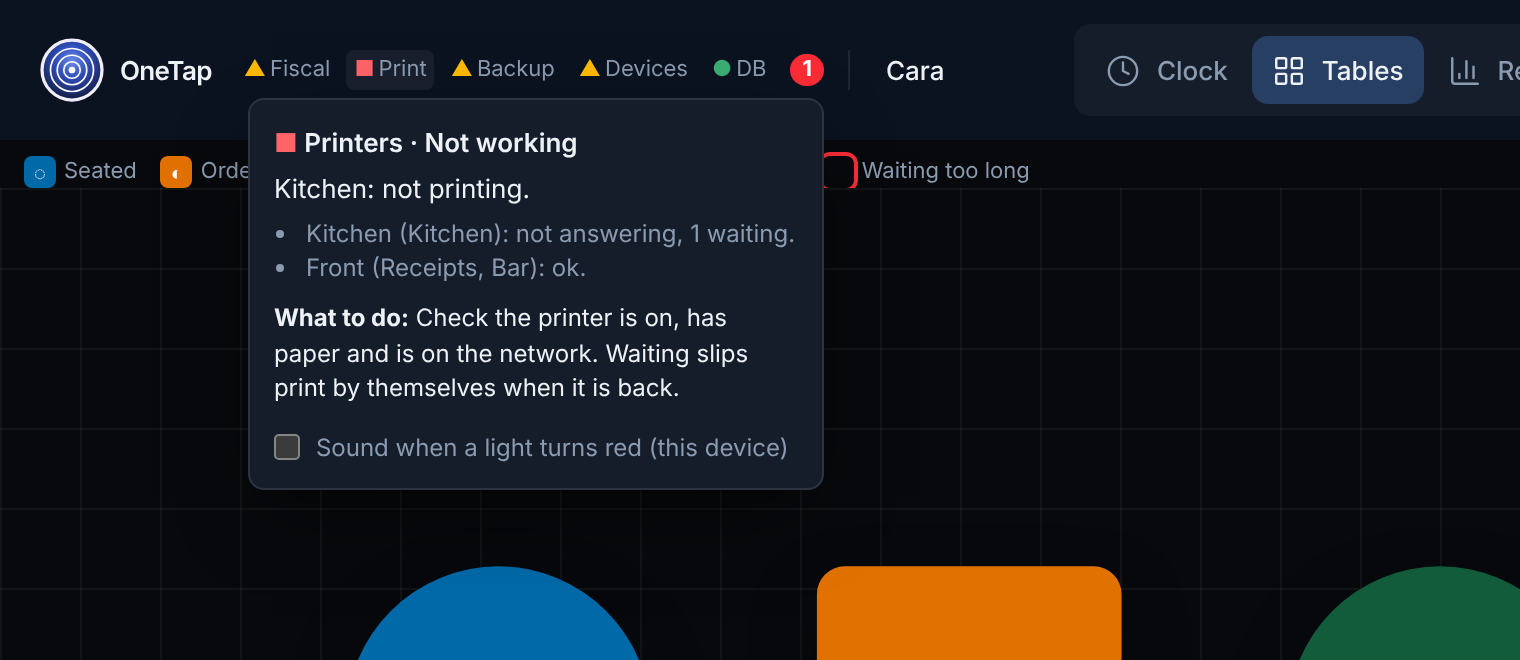 OneTap Fiscal Print Backup Devices DB 1 Cara Clock Tables
Printers · Not working
Seated
Waiting too long
Kitchen: not printing.
• Kitchen (Kitchen): not answering, 1 waiting.
• Front (Receipts, Bar): ok.
What to do: Check the printer is on, has
paper and is on the network. Waiting slips
print by themselves when it is back.
Sound when a light turns red (this device)